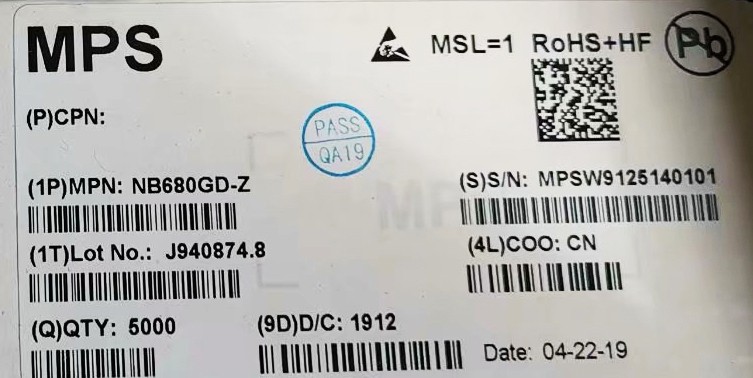 MPS
MSL=1 RoHS+HF Pb
(P)CPN:
PASS
QA19
(1P)MPN: NB680GD-Z
(S)S/N: MPSW9125140101
(1T)Lot No.: J940874.8
(4L)COO: CN
(Q)QTY: 5000
(9D)D/C: 1912
Date: 04-22-19
MPS